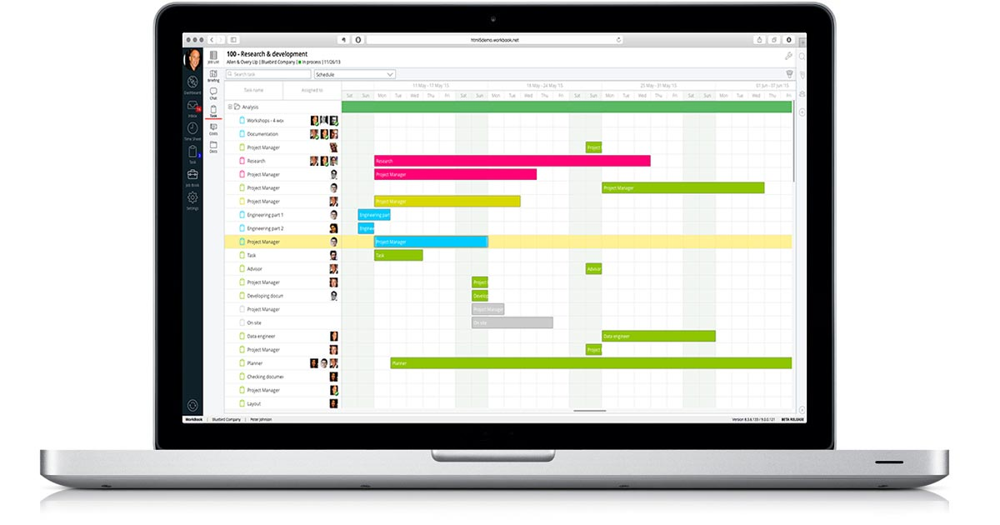 html5demo.workbook.net
100 - Research & development
Allen & Overy Llp | Bluebird Company | In process | 11/26/13
Job List
Search task
Schedule
Briefing
Task name
Assigned to
11 May - 17 May '15
18 May - 24 May '15
25 May - 31 May '15
01 Jun - 07 Jun '15
Sat Sun Mon Tue Wed Thu Fri Sat Sun Mon Tue Wed Thu Fri Sat Sun Mon Tue Wed Thu Fri Sat Sun Mon Tue Wed Thu Fri
Dashboard
Chat
Inbox
Task
Costs
Time Sheet
Docs
Task
Job Book
Settings
Analysis
Workshops - 4 wee
Documentation
Project Manager
Project
Research
Research
Project Manager
Project Manager
Project Manager
Project Manager
Project Manager
Project Manager
Engineering part 1
Engineering part
Engineering part 2
Enginee
Project Manager
Project Manager
Task
Task
Advisor
Advisor
Project Manager
Project
Developing docum
Develop
Project Manager
Project Manager
On site
On site
Data engineer
Data engineer
Project Manager
Project
Planner
Planner
Checking documen
Project Manager
Layout
WorkBook | Bluebird Company | Peter Johnson
Version 8.3.6.133 / 9.0.0.121 BETA RELEASE